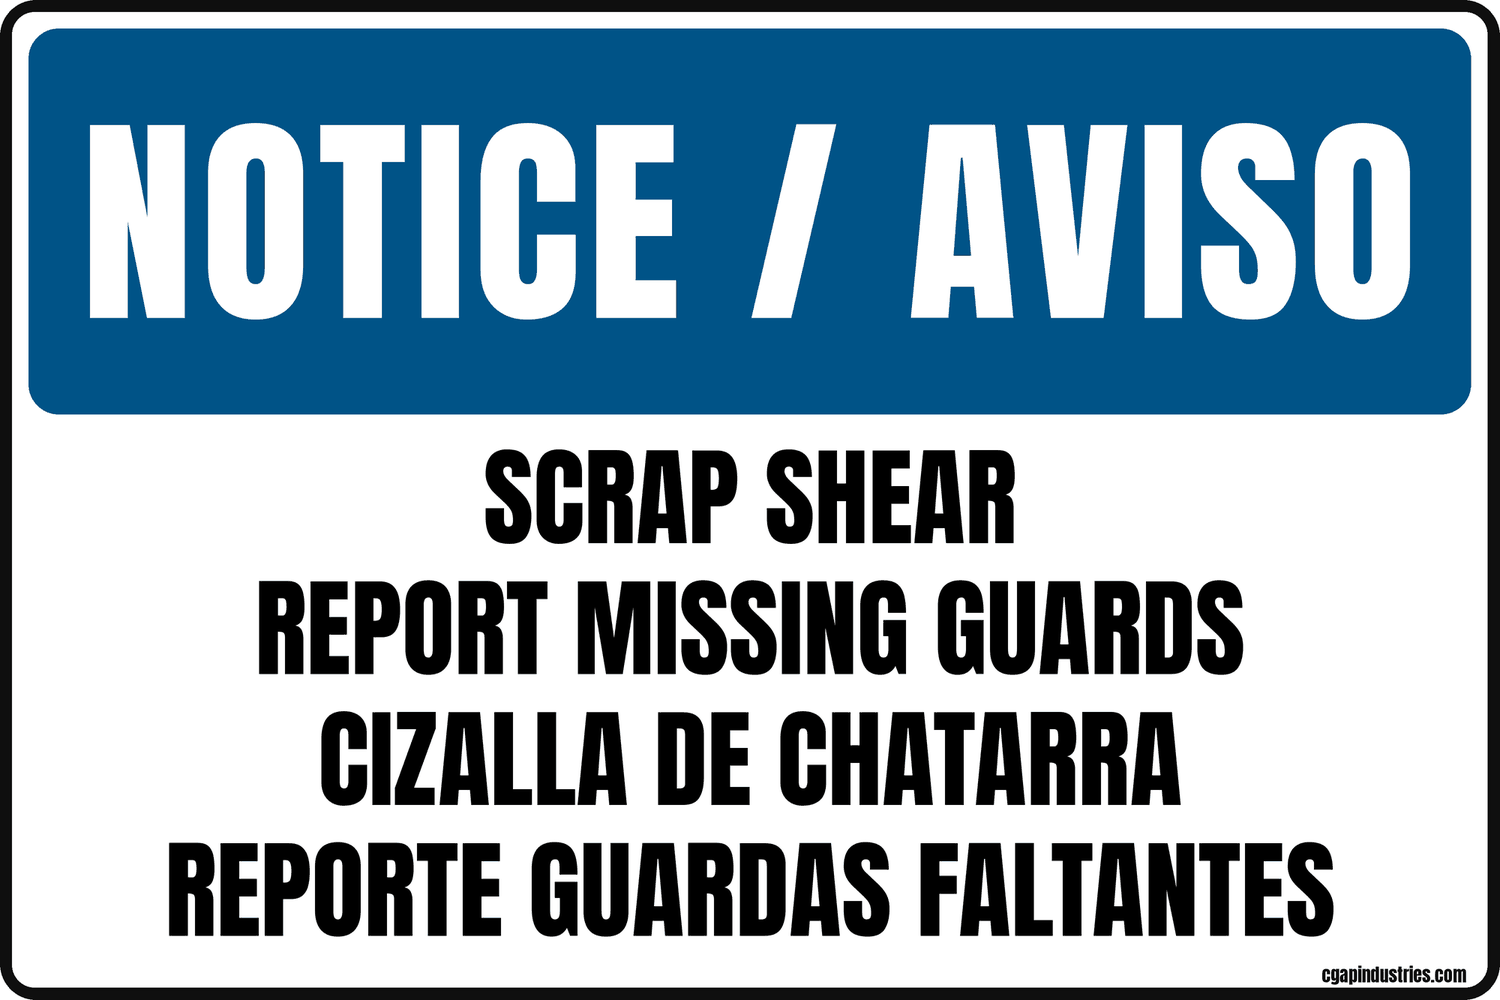 NOTICE / AVISO
SCRAP SHEAR
REPORT MISSING GUARDS
CIZALLA DE CHATARRA
REPORTE GUARDAS FALTANTES
cgapindustries.com